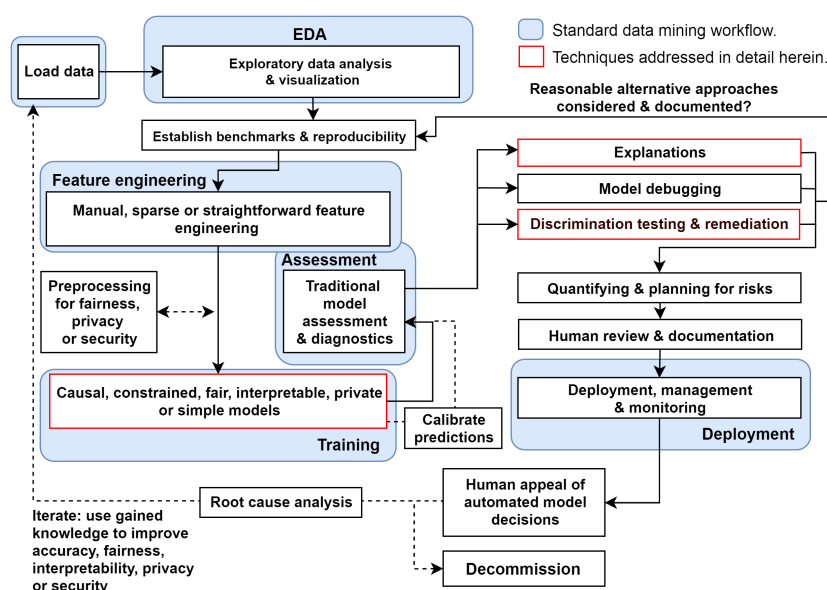 EDA
Standard data mining workflow.
Techniques addressed in detail herein.
Load data
Exploratory data analysis
& visualization
Reasonable alternative approaches
considered & documented?
Establish benchmarks & reproducibility
Explanations
Feature engineering
Model debugging
Manual, sparse or straightforward feature
engineering
Discrimination testing & remediation
Assessment
Traditional
model
assessment
& diagnostics
Preprocessing
for fairness,
privacy
or security
Quantifying & planning for risks
Human review & documentation
Causal, constrained, fair, interpretable, private
or simple models
Training
Calibrate
predictions
Deployment, management
& monitoring
Deployment
Root cause analysis
Human appeal of
automated model
decisions
Iterate: use gained
knowledge to improve
accuracy, fairness,
interpretability, privacy
or security
Decommission